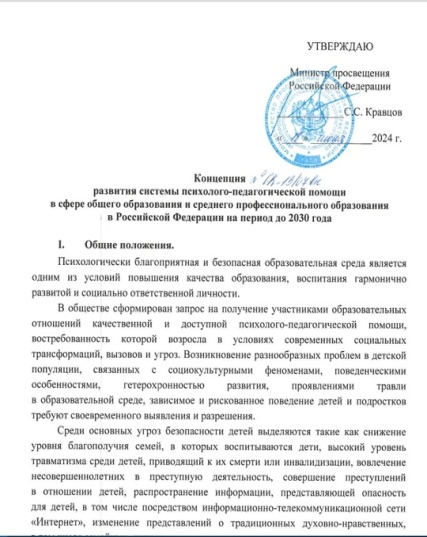 УТВЕРЖДАЮ
Министр просвещения
Российской Федерации
С.С. Кравцов
2024 г.
Концепция
развития системы психолого-педагогической помощи
в сфере общего образования и среднего профессионального образования
в Российской Федерации на период до 2030 года
I. Общие положения.
Психологически благоприятная и безопасная образовательная среда является
одним из условий повышения качества образования, воспитания гармонично
развитой и социально ответственной личности.
В обществе сформирован запрос на получение участниками образовательных
отношений качественной и доступной психолого-педагогической помощи,
востребованность которой возросла в условиях современных социальных
трансформаций, вызовов и угроз. Возникновение разнообразных проблем в детской
популяции, связанных с социокультурными феноменами, поведенческими
особенностями, гетерохронностью развития, проявлениями травли
в образовательной среде, зависимое и рискованное поведение детей и подростков
требуют своевременного выявления и разрешения.
Среди основных угроз безопасности детей выделяются такие как снижение
уровня благополучия семей, в которых воспитываются дети, высокий уровень
травматизма среди детей, приводящий к их смерти или инвалидизации, вовлечение
несовершеннолетних в преступную деятельность, совершение преступлений
в отношении детей, распространение информации, представляющей опасность
для детей, в том числе посредством информационно-телекоммуникационной сети
«Интернет», изменение представлений о традиционных духовно-нравственных,